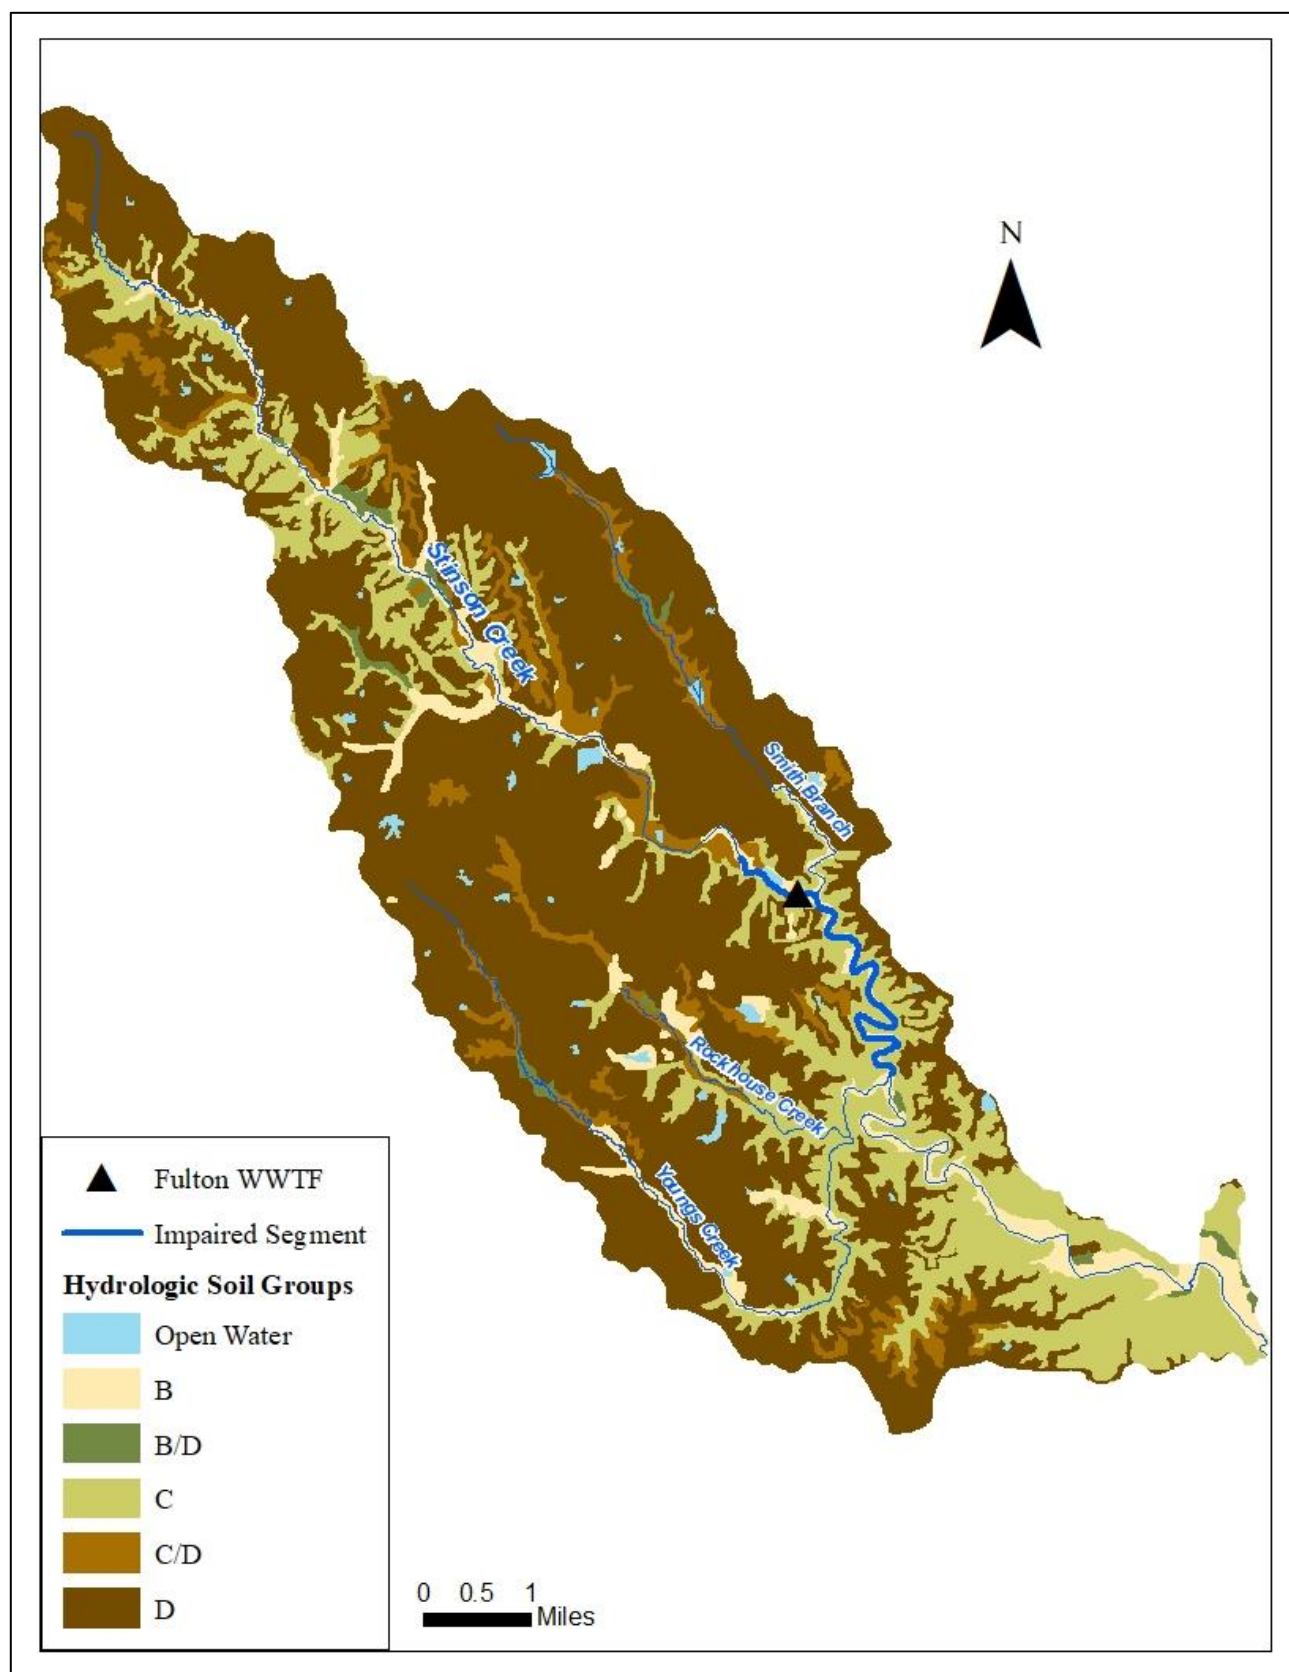 N
Stinson Creek
Smith Branch
Rockhouse Creek
Youngs Creek
Fulton WWTF
Impaired Segment
Hydrologic Soil Groups
Open Water
B
B/D
C
C/D
D
0 0.5 1
Miles